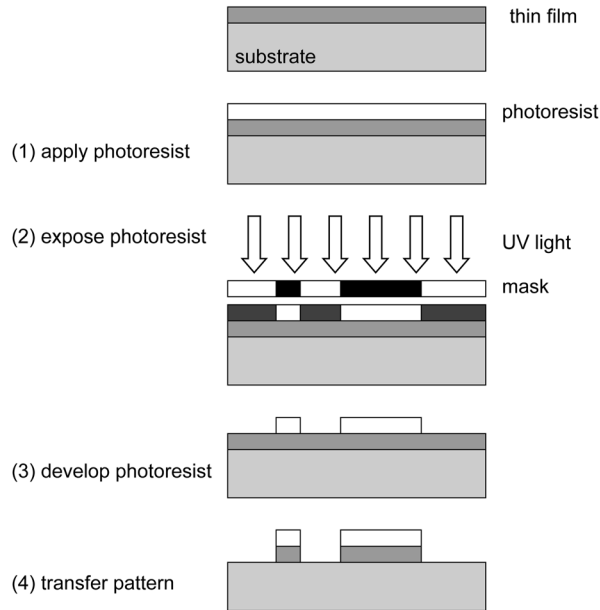 thin film
substrate
photoresist
(1) apply photoresist
(2) expose photoresist
UV light
mask
(3) develop photoresist
(4) transfer pattern